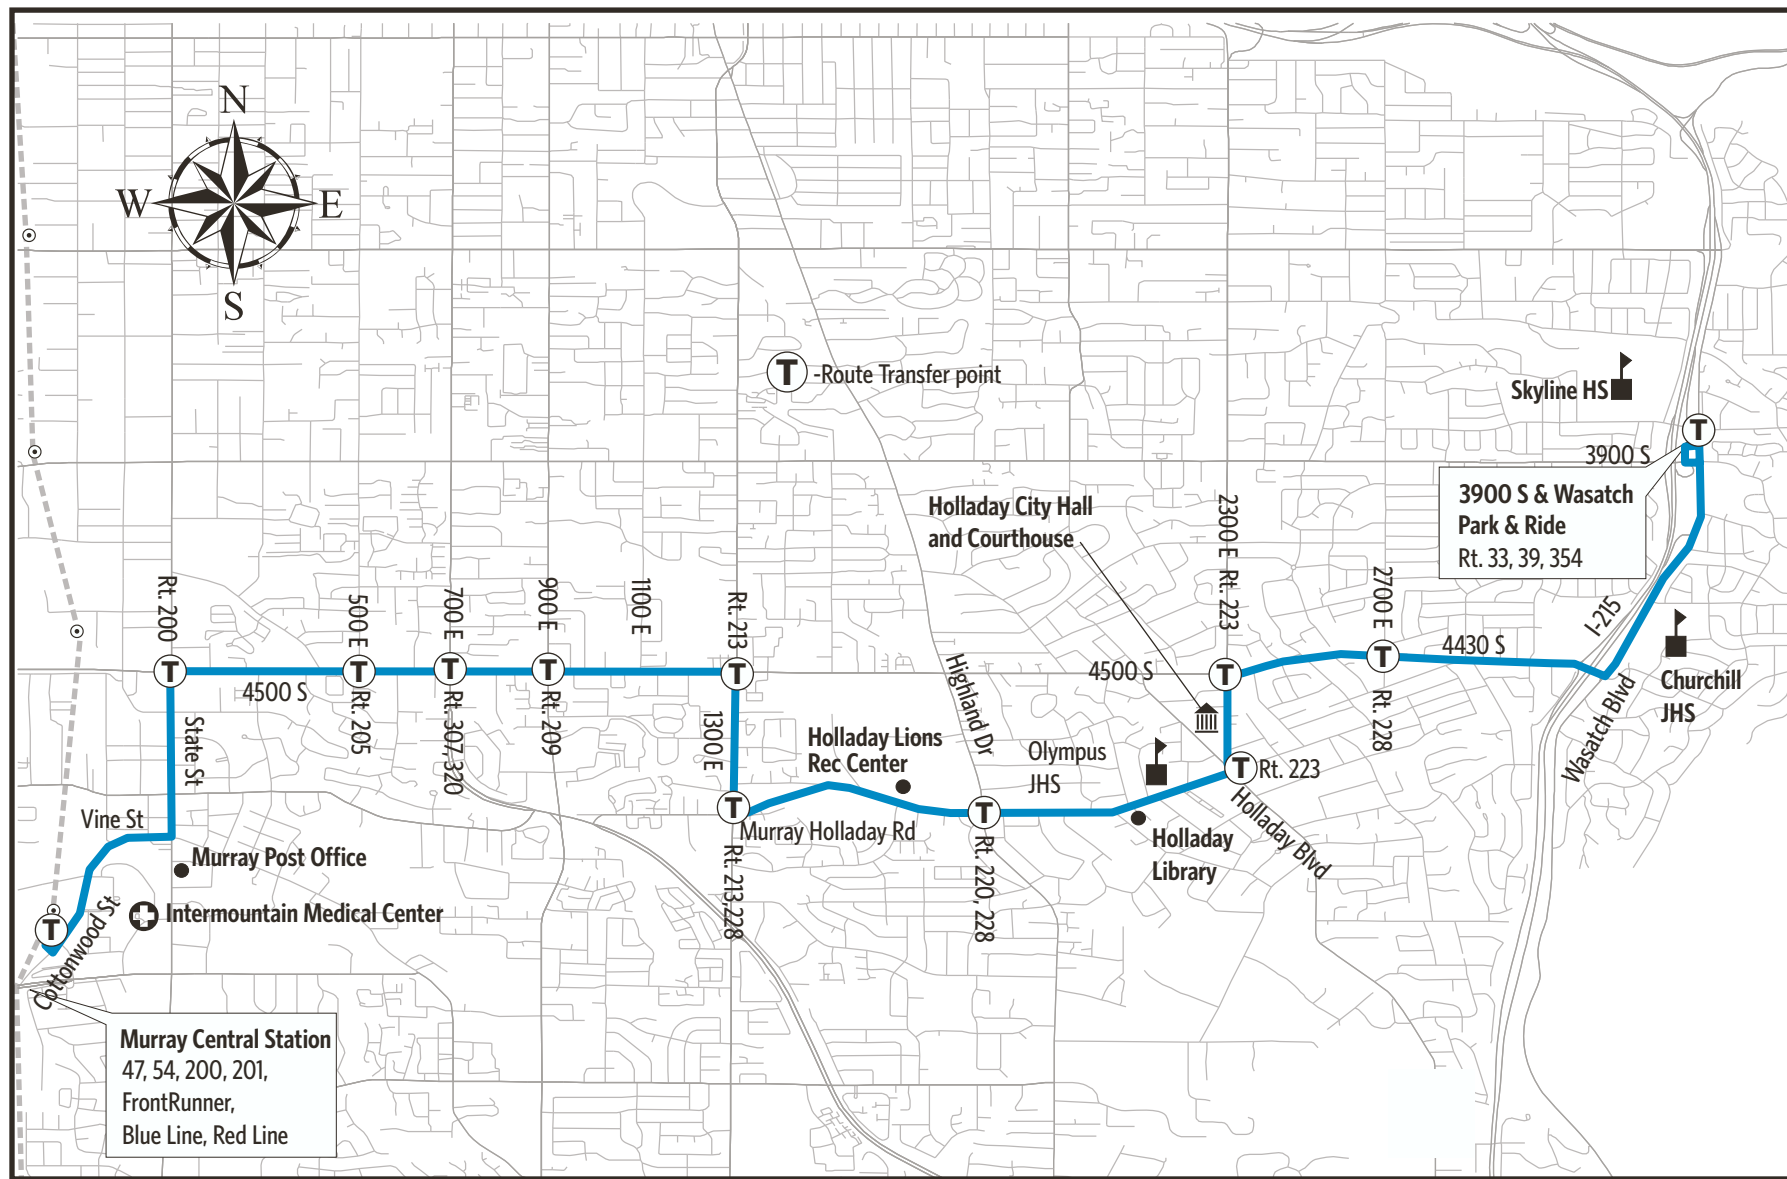 N
W
E
S
T
-Route Transfer point
Skyline HS
T
3900 S
3900 S & Wasatch
Park & Ride
Rt. 33, 39, 354
Holladay City Hall
and Courthouse
2300 E Rt. 223
2700 E
Rt. 200
500 E
700 E
900 E
1100 E
Rt. 213
I-215
4430 S
Churchill
JHS
T
T
T
T
T
T
T
4500 S
4500 S
Rt. 205
Rt. 307, 320
Rt. 209
1300 E
Highland Dr
Rt. 228
Wasatch Blvd
State St
Holladay Lions
Rec Center
Olympus
JHS
T
Rt. 223
Holladay Blvd
T
T
Murray Holladay Rd
Rt. 213,228
Rt. 220, 228
Holladay
Library
Vine St
Murray Post Office
Intermountain Medical Center
T
Cottonwood St
Murray Central Station
47, 54, 200, 201,
FrontRunner,
Blue Line, Red Line